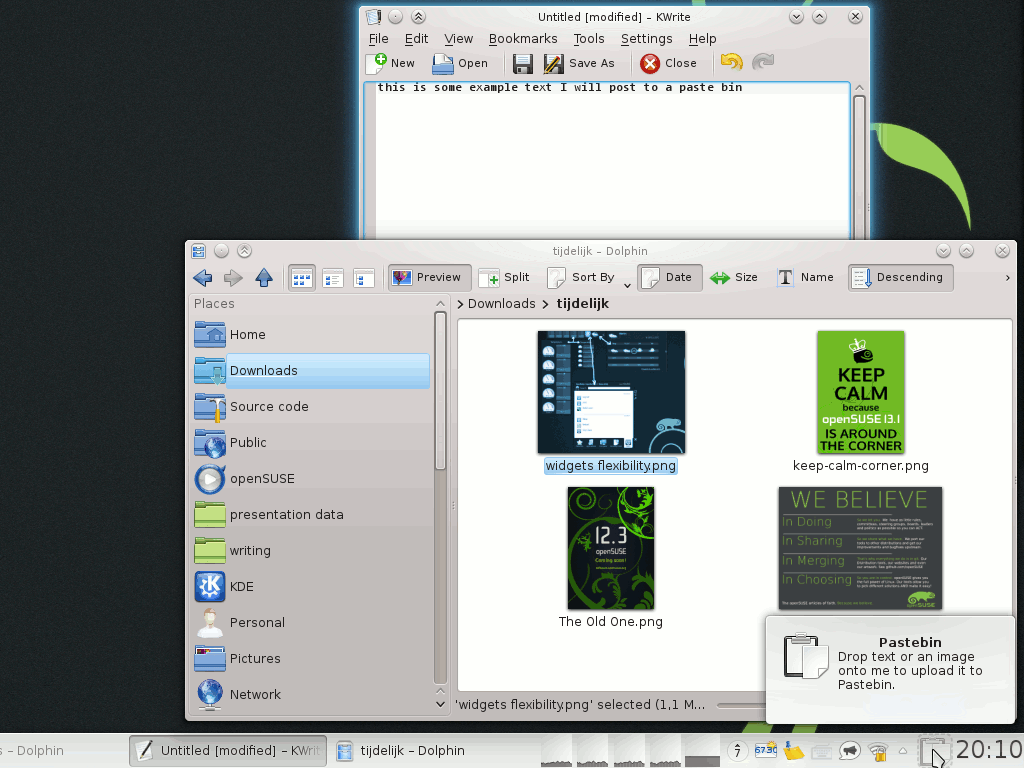 Untitled [modified] – KWrite
File Edit View Bookmarks Tools Settings Help
New Open Save As Close
this is some example text I will post to a paste bin
tijdelijk – Dolphin
Preview Split Sort By Date Size Name Descending
Places
Downloads tijdelijk
Home
Downloads
Source code
Public
openSUSE
presentation data
writing
KDE
Personal
Pictures
Network
KEEP
CALM
because
openSUSE 13.1
IS AROUND
THE CORNER
widgets flexibility.png
keep-calm-corner.png
12.3
openSUSE
Coming soon!
WE BELIEVE
In Doing
In Sharing
In Merging
In Choosing
The Old One.png
Pastebin
Drop text or an image
onto me to upload it to
Pastebin.
'widgets flexibility.png' selected (1,1 M...
– Dolphin
Untitled [modified] – KWrit
tijdelijk – Dolphin
7
20:10